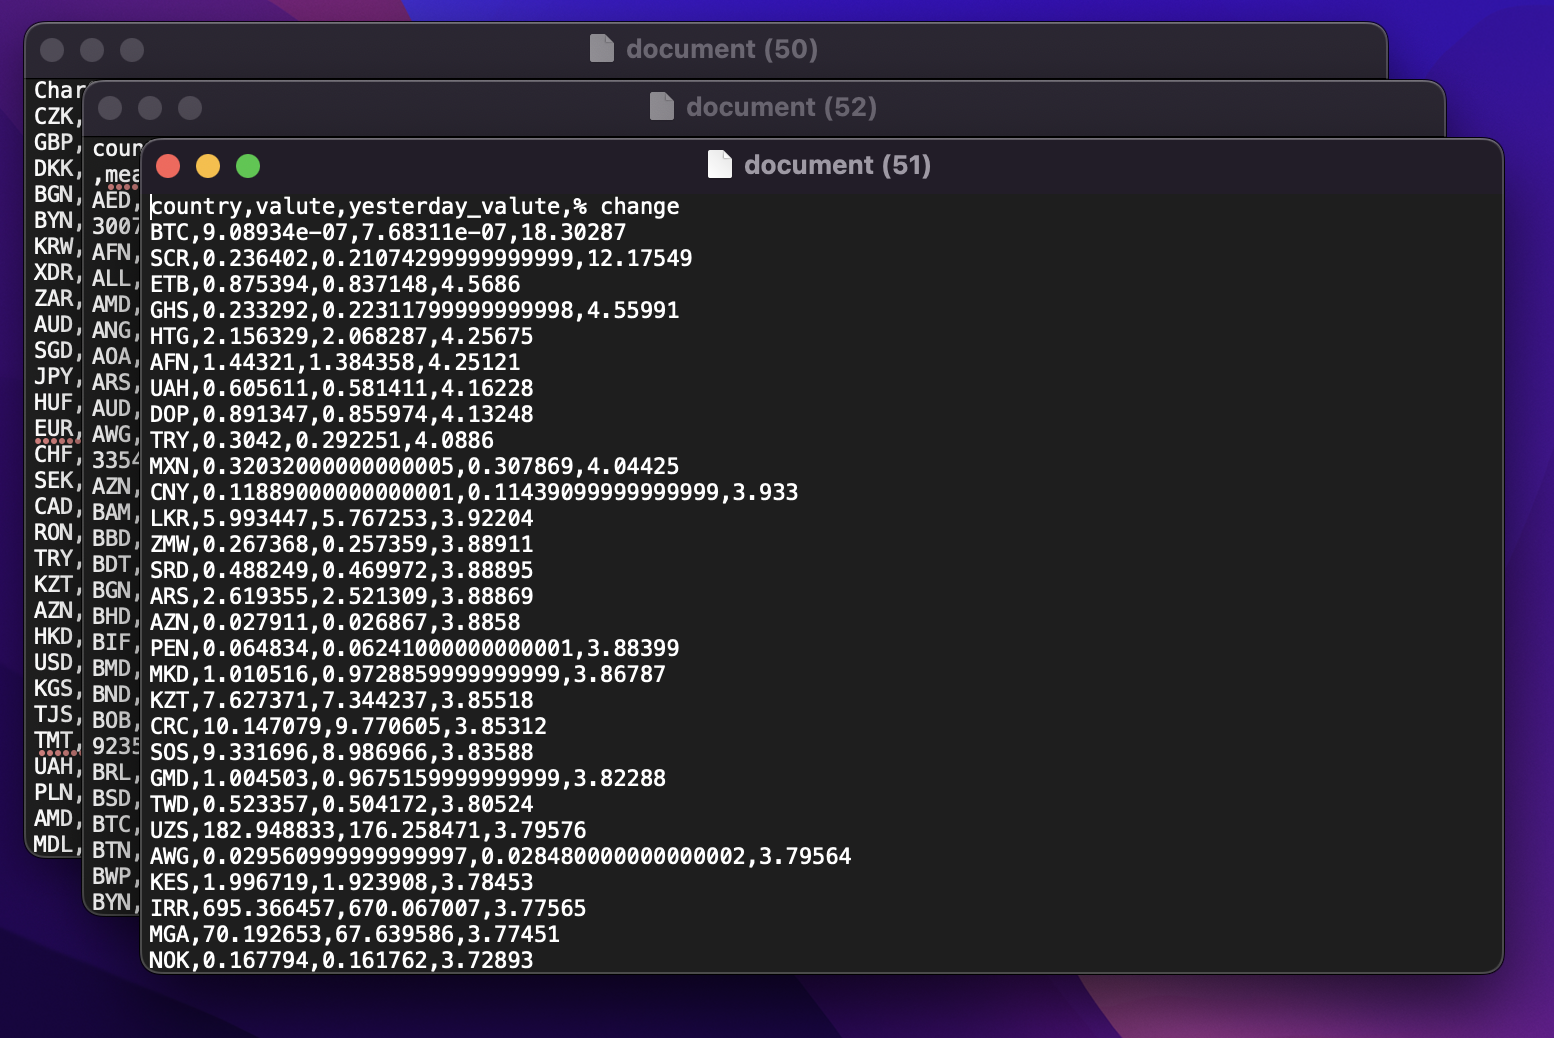 document (50)
Char
CZK,
GBP,
DKK,
BGN,
BYN,
KRW,
XDR,
ZAR,
AUD,
SGD,
JPY,
HUF,
EUR,
CHF,
SEK,
CAD,
RON,
TRY,
KZT,
AZN,
HKD,
USD,
KGS,
TJS,
TMT,
UAH,
PLN,
AMD,
MDL,
document (52)
coun
,mea
AED,
3007
AFN,
ALL,
AMD,
ANG,
AOA,
ARS,
AUD,
AWG,
3354
AZN,
BAM,
BBD,
BDT,
BGN,
BHD,
BIF,
BMD,
BND,
BOB,
9235
BRL,
BSD,
BTC,
BTN,
BWP,
BYN,
document (51)
country,valute,yesterday_valute,% change
BTC,9.08934e-07,7.68311e-07,18.30287
SCR,0.236402,0.21074299999999999,12.17549
ETB,0.875394,0.837148,4.5686
GHS,0.233292,0.22311799999999998,4.55991
HTG,2.156329,2.068287,4.25675
AFN,1.44321,1.384358,4.25121
UAH,0.605611,0.581411,4.16228
DOP,0.891347,0.855974,4.13248
TRY,0.3042,0.292251,4.0886
MXN,0.32032000000000005,0.307869,4.04425
CNY,0.11889000000000001,0.11439099999999999,3.933
LKR,5.993447,5.767253,3.92204
ZMW,0.267368,0.257359,3.88911
SRD,0.488249,0.469972,3.88895
ARS,2.619355,2.521309,3.88869
AZN,0.027911,0.026867,3.8858
PEN,0.064834,0.062410000000000001,3.88399
MKD,1.010516,0.9728859999999999,3.86787
KZT,7.627371,7.344237,3.85518
CRC,10.147079,9.770605,3.85312
SOS,9.331696,8.986966,3.83588
GMD,1.004503,0.9675159999999999,3.82288
TWD,0.523357,0.504172,3.80524
UZS,182.948833,176.258471,3.79576
AWG,0.029560999999999997,0.028480000000000002,3.79564
KES,1.996719,1.923908,3.78453
IRR,695.366457,670.067007,3.77565
MGA,70.192653,67.639586,3.77451
NOK,0.167794,0.161762,3.72893